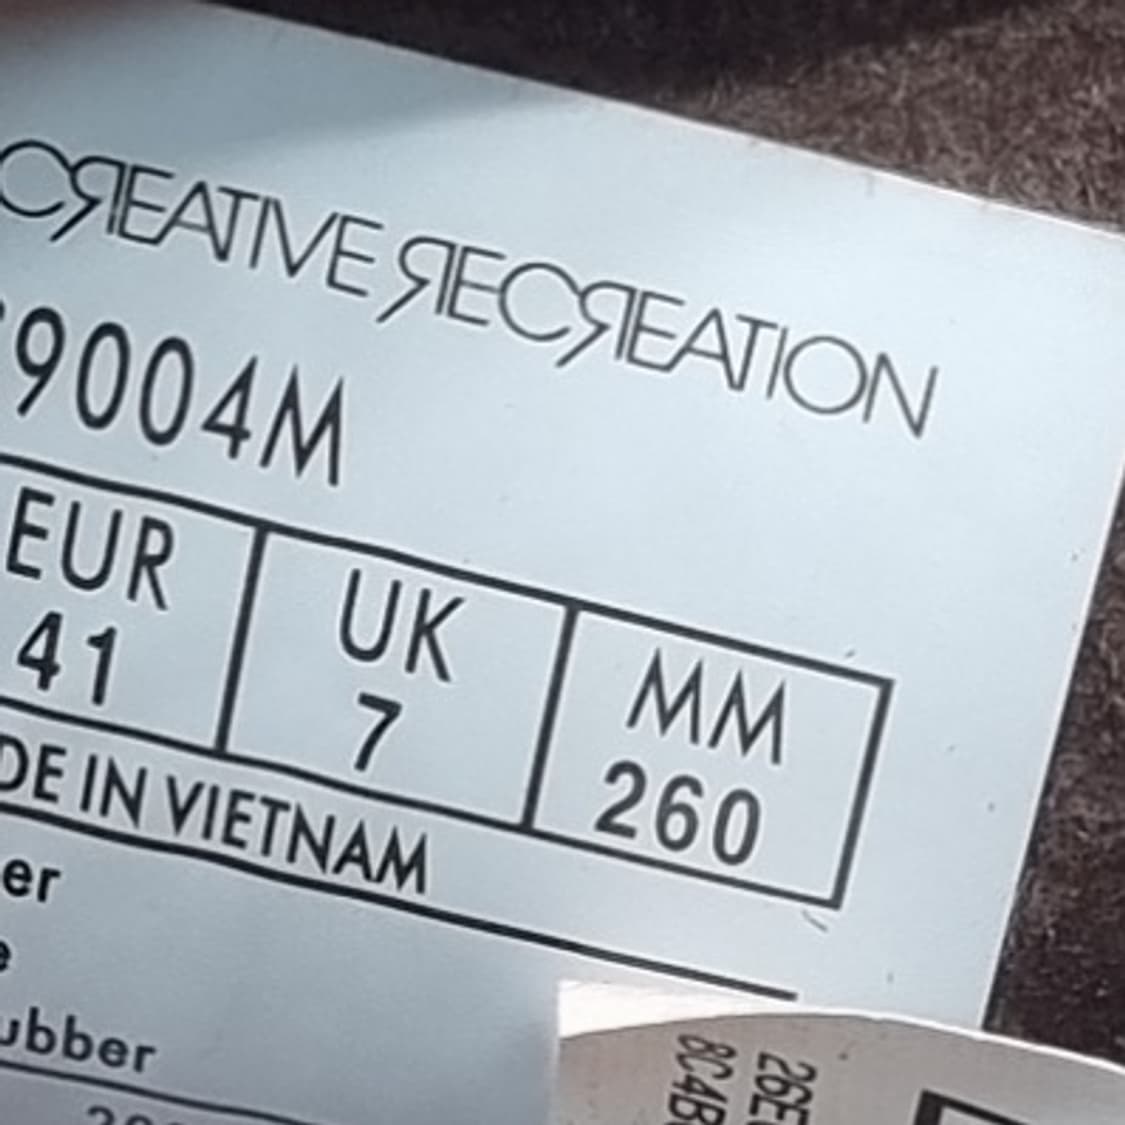 CREATIVE RECREATION
9004M
EUR UK MM
41 7 260
DE IN VIETNAM
er
e
ubber